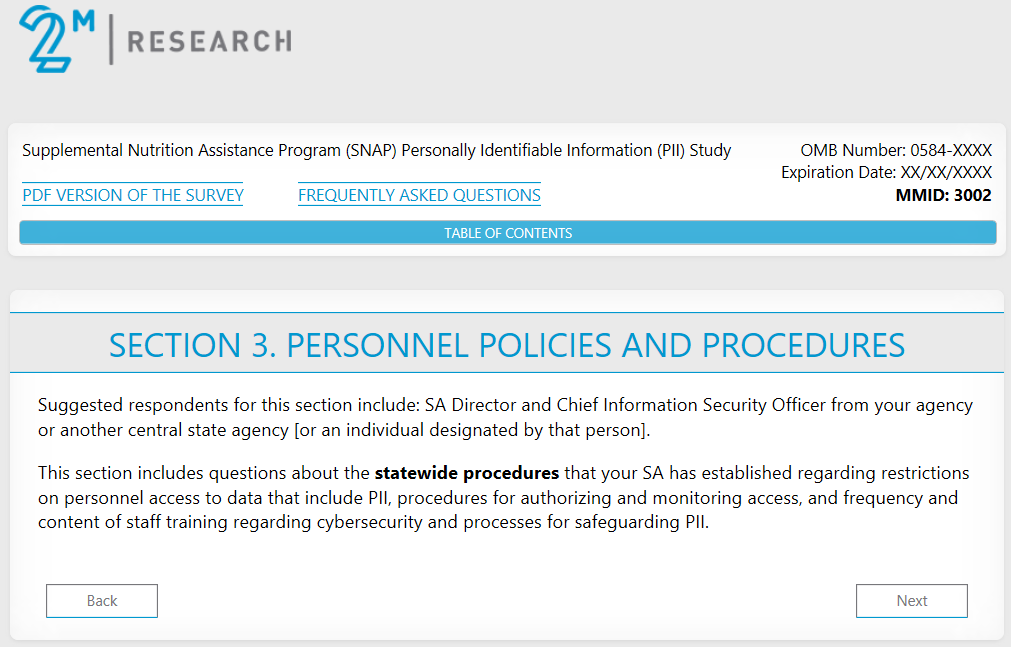 2M RESEARCH
Supplemental Nutrition Assistance Program (SNAP) Personally Identifiable Information (PII) Study
OMB Number: 0584-XXXX
Expiration Date: XX/XX/XXXX
PDF VERSION OF THE SURVEY
FREQUENTLY ASKED QUESTIONS
MMID: 3002
TABLE OF CONTENTS
SECTION 3. PERSONNEL POLICIES AND PROCEDURES
Suggested respondents for this section include: SA Director and Chief Information Security Officer from your agency
or another central state agency [or an individual designated by that person].
This section includes questions about the statewide procedures that your SA has established regarding restrictions
on personnel access to data that include PII, procedures for authorizing and monitoring access, and frequency and
content of staff training regarding cybersecurity and processes for safeguarding PII.
Back
Next